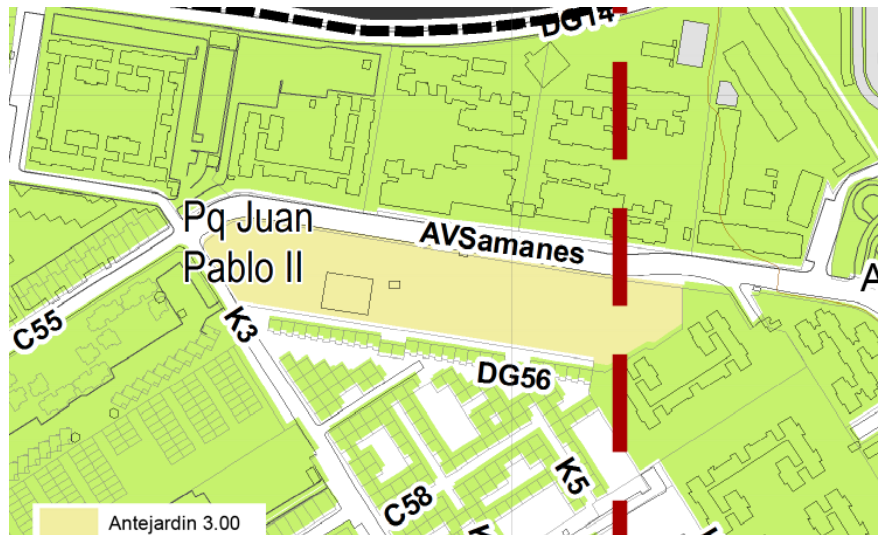 DG14
Pq Juan
Pablo II
AVSamanes
C55
K3
DG56
K5
C58
Antejardin 3.00